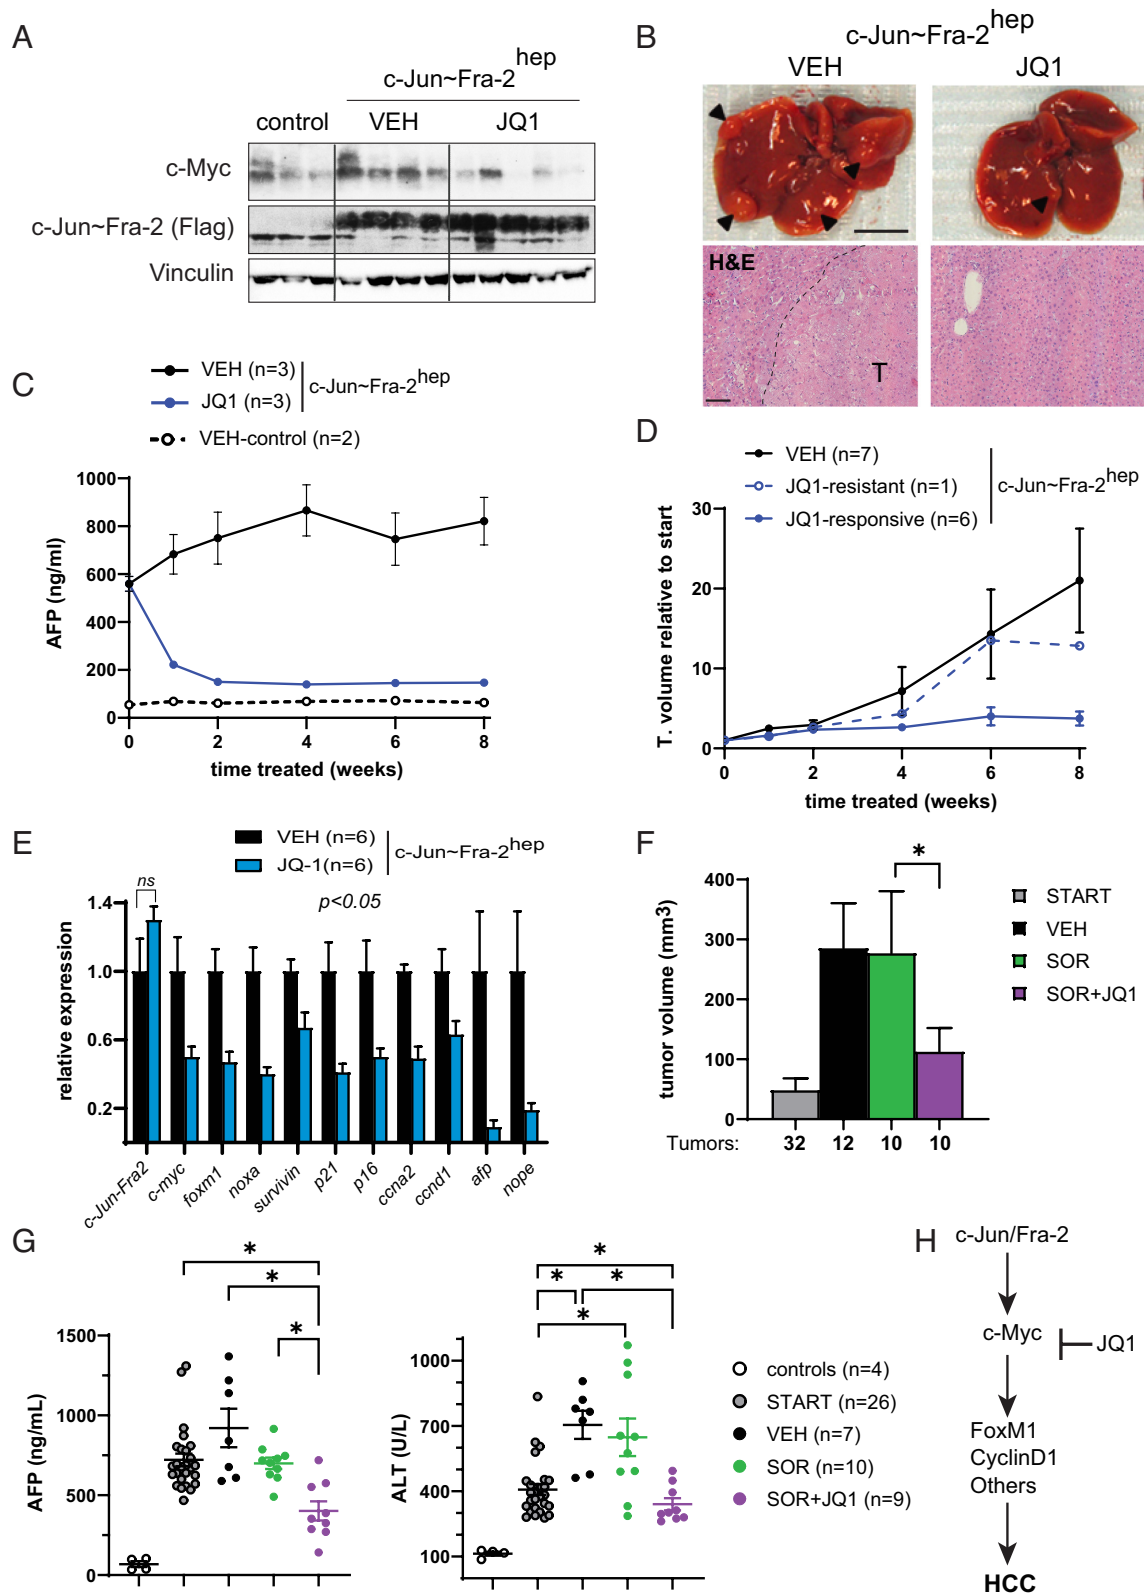 A
c-Jun~Fra-2hep
control
VEH
JQ1
c-Myc
c-Jun~Fra-2 (Flag)
Vinculin
B
c-Jun~Fra-2hep
VEH
JQ1
H&E
T
C
VEH (n=3)
JQ1 (n=3)
c-Jun~Fra-2hep
VEH-control (n=2)
1000
800
600
400
200
0
AFP (ng/ml)
0 2 4 6 8
time treated (weeks)
D
VEH (n=7)
JQ1-resistant (n=1)
JQ1-responsive (n=6)
c-Jun~Fra-2hep
30
20
10
0
T. volume relative to start
0 2 4 6 8
time treated (weeks)
E
VEH (n=6)
JQ-1(n=6)
c-Jun~Fra-2hep
ns
p<0.05
1.4
1.0
0.6
0.2
relative expression
c-Jun-Fra2
c-myc
foxm1
noxa
survivin
p21
p16
ccna2
ccnd1
afp
nope
F
*
400
300
200
100
0
tumor volume (mm3)
Tumors: 32 12 10 10
START
VEH
SOR
SOR+JQ1
G
*
*
*
1500
1000
500
0
AFP (ng/mL)
*
* *
*
1000
700
400
100
ALT (U/L)
controls (n=4)
START (n=26)
VEH (n=7)
SOR (n=10)
SOR+JQ1 (n=9)
H
c-Jun/Fra-2
c-Myc
JQ1
FoxM1
CyclinD1
Others
HCC